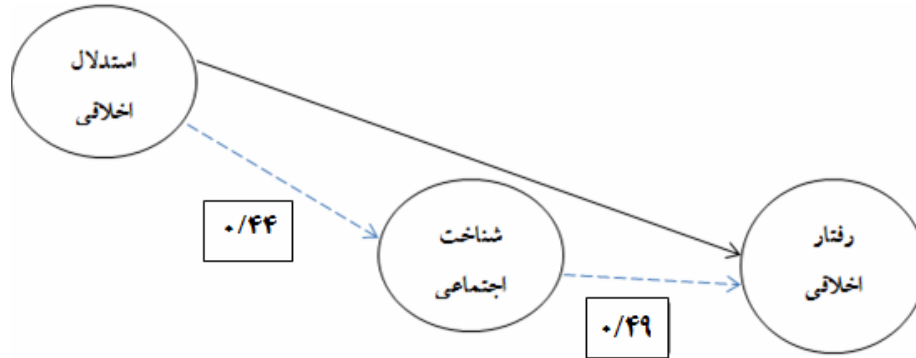 استدلال
اخلاقی
۰/۴۴
شناخت
اجتماعی
رفتار
اخلاقی
۰/۴۹